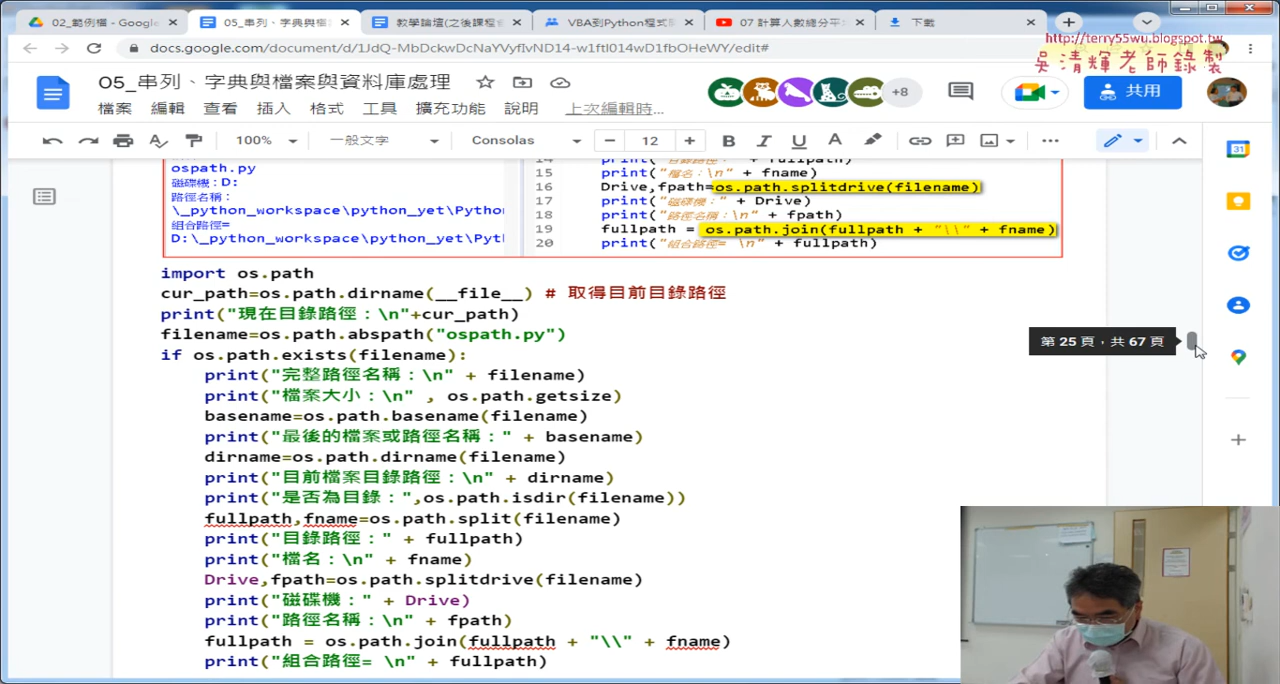 02_範例檔 - Google
05_串列、字典與檔
教學論壇(之後課程會
VBA到Python程式開
07 計算人數總分平
下載
docs.google.com/document/d/1JdQ-MbDckwDcNaYVyfIvND14-w1ftI014wD1fbOHeWY/edit#
http://terry55wu.blogspot.tw
吳清輝老師錄製
05_串列、字典與檔案與資料庫處理
+8
共用
檔案 編輯 查看 插入 格式 工具 擴充功能 說明 上次編輯時...
100% 一般文字 Consolas 12
ospath.py
磁碟機：D:
路徑名稱：
\_python_workspace\python_yet\Python
組合路徑=
D:\_python_workspace\python_yet\Pyt
14 print("目錄路徑：" + fullpath)
15 print("檔名：\n" + fname)
16 Drive,fpath=os.path.splitdrive(filename)
17 print("磁碟機：" + Drive)
18 print("路徑名稱：\n" + fpath)
19 fullpath = os.path.join(fullpath + "\\" + fname)
20 print("組合路徑= \n" + fullpath)
import os.path
cur_path=os.path.dirname(__file__) # 取得目前目錄路徑
print("現在目錄路徑：\n"+cur_path)
filename=os.path.abspath("ospath.py")
if os.path.exists(filename):
print("完整路徑名稱：\n" + filename)
print("檔案大小：\n" , os.path.getsize)
basename=os.path.basename(filename)
print("最後的檔案或路徑名稱：" + basename)
dirname=os.path.dirname(filename)
print("目前檔案目錄路徑：\n" + dirname)
print("是否為目錄：",os.path.isdir(filename))
fullpath,fname=os.path.split(filename)
print("目錄路徑：" + fullpath)
print("檔名：\n" + fname)
Drive,fpath=os.path.splitdrive(filename)
print("磁碟機：" + Drive)
print("路徑名稱：\n" + fpath)
fullpath = os.path.join(fullpath + "\\" + fname)
print("組合路徑= \n" + fullpath)
第 25 頁，共 67 頁
31